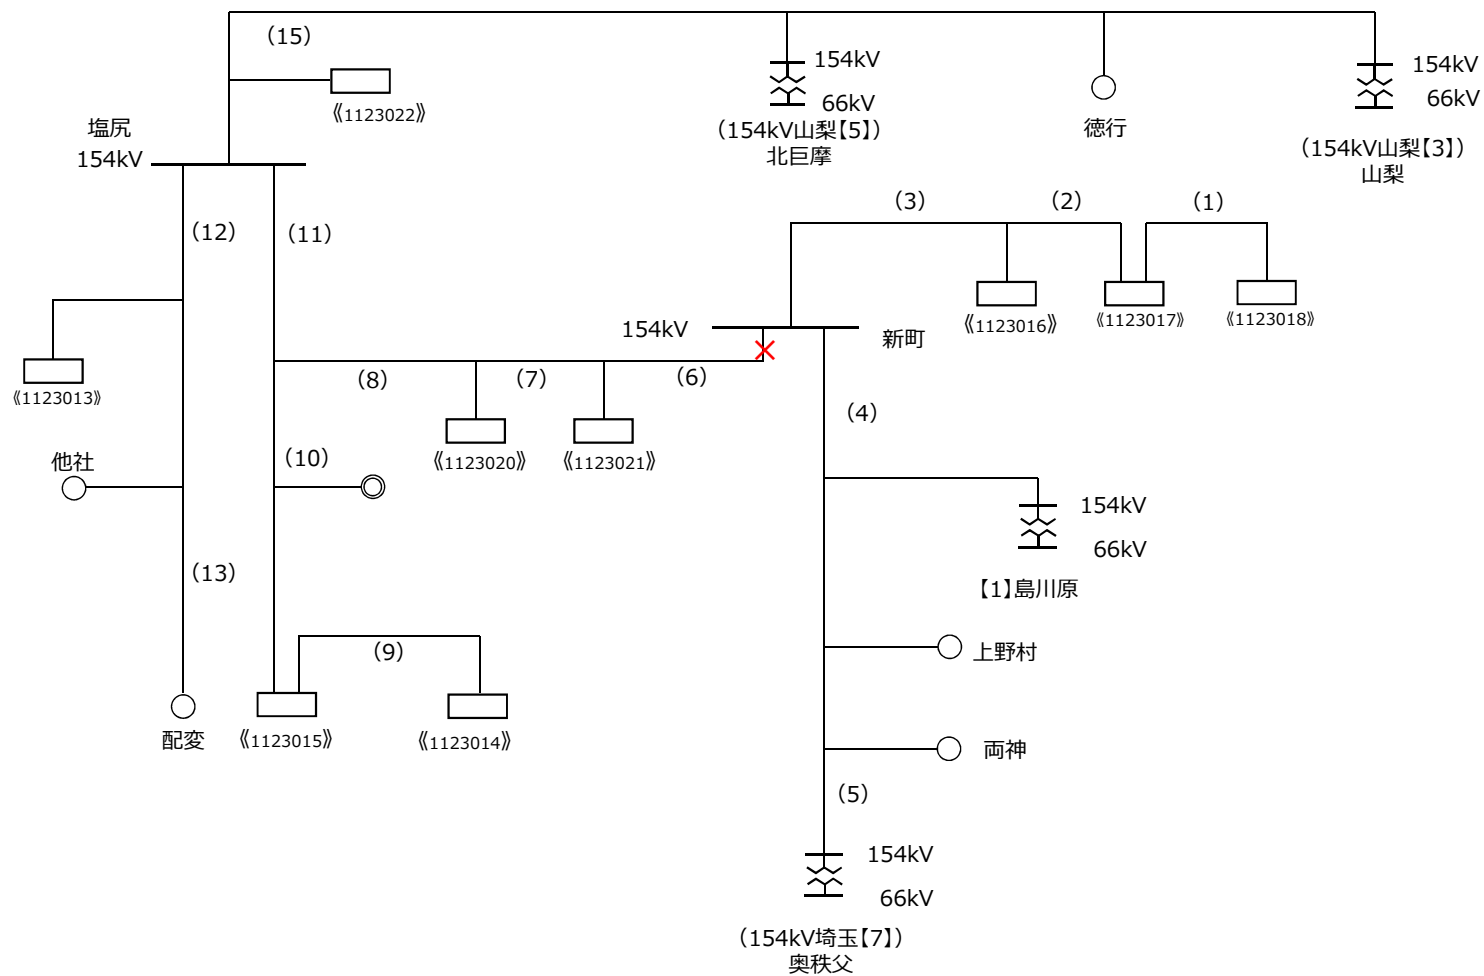 (15)
154kV
66kV
(154kV山梨【5】)
北巨摩
徳行
154kV
66kV
(154kV山梨【3】)
山梨
《1123022》
塩尻
154kV
(12)
(11)
(3)
(2)
(1)
《1123016》
《1123017》
《1123018》
154kV
新町
《1123013》
(8)
(7)
(6)
(4)
《1123020》
《1123021》
他社
(10)
154kV
66kV
【1】島川原
(13)
(9)
上野村
配変
《1123015》
《1123014》
両神
(5)
154kV
66kV
(154kV埼玉【7】)
奥秩父